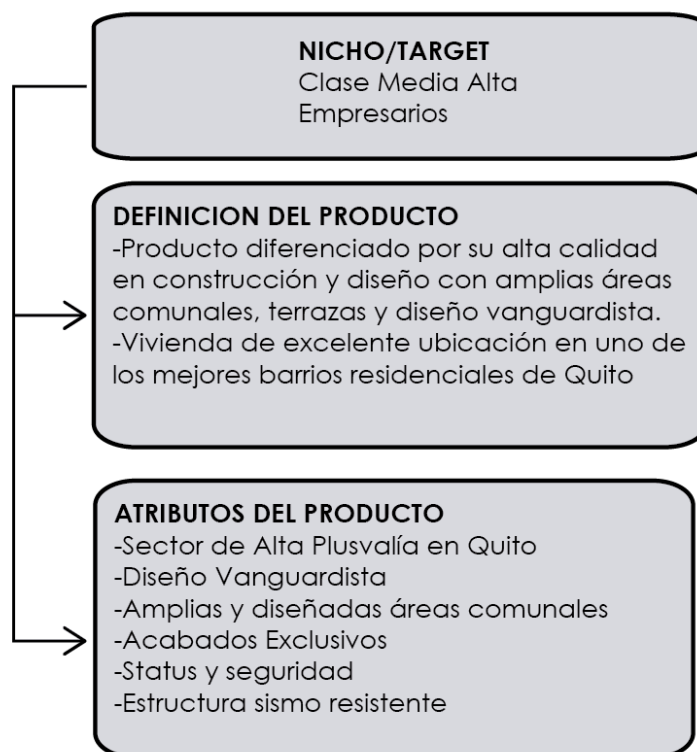 NICHO/TARGET
Clase Media Alta
Empresarios
DEFINICION DEL PRODUCTO
-Producto diferenciado por su alta calidad
en construcción y diseño con amplias áreas
comunales, terrazas y diseño vanguardista.
-Vivienda de excelente ubicación en uno de
los mejores barrios residenciales de Quito
ATRIBUTOS DEL PRODUCTO
-Sector de Alta Plusvalía en Quito
-Diseño Vanguardista
-Amplias y diseñadas áreas comunales
-Acabados Exclusivos
-Status y seguridad
-Estructura sismo resistente